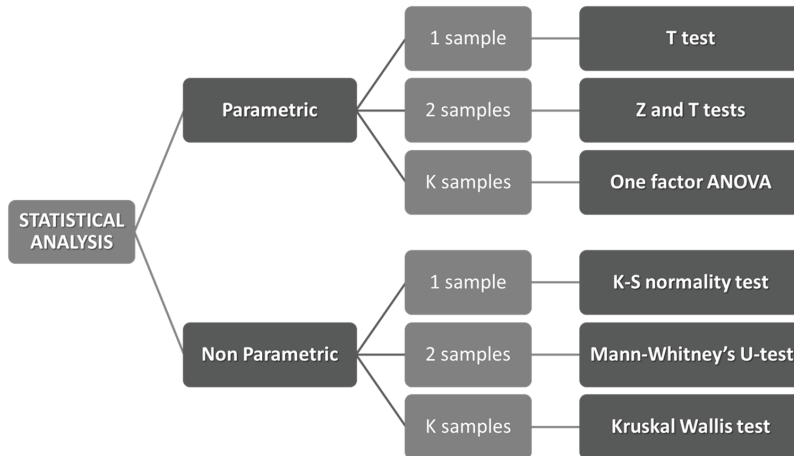 STATISTICAL
ANALYSIS
Parametric
1 sample
T test
2 samples
Z and T tests
K samples
One factor ANOVA
Non Parametric
1 sample
K-S normality test
2 samples
Mann-Whitney’s U-test
K samples
Kruskal Wallis test